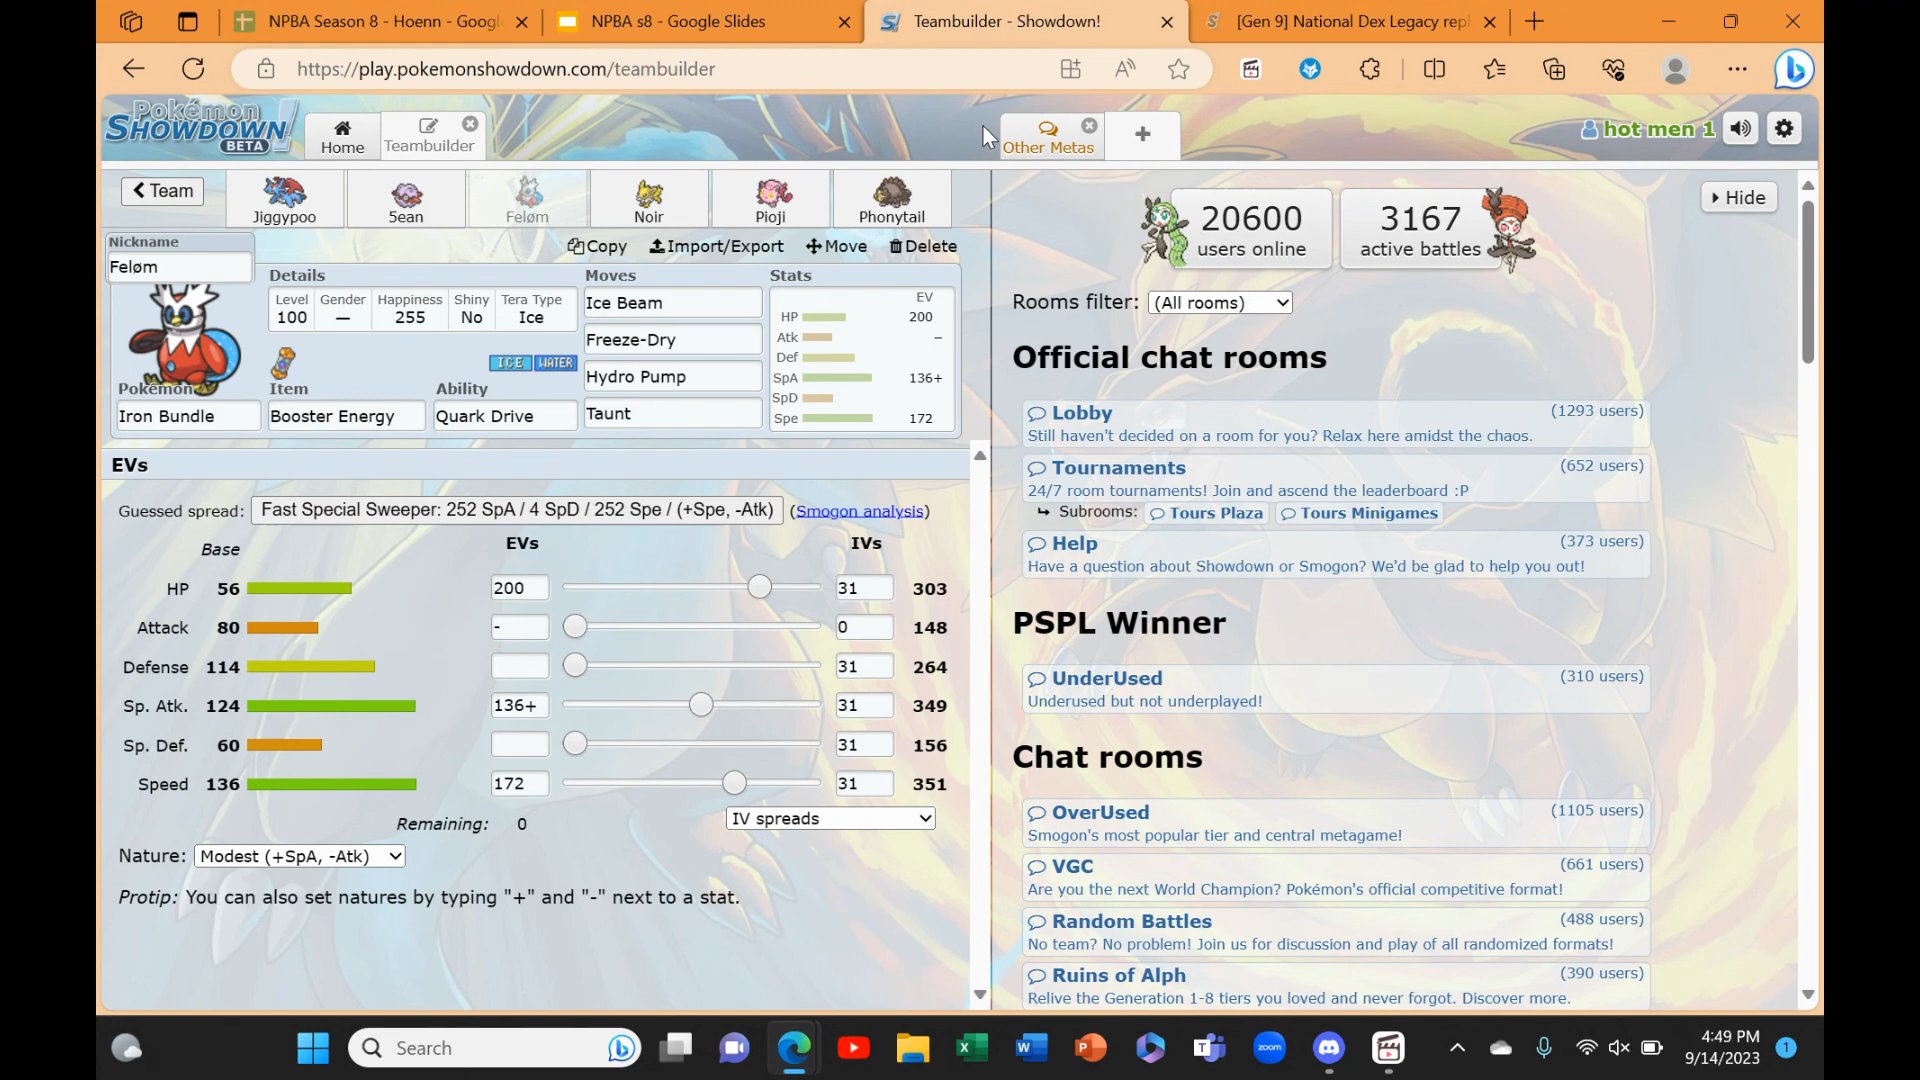 NPBA Season 8 - Hoenn - Googl
NPBA s8 - Google Slides
Teambuilder - Showdown!
[Gen 9] National Dex Legacy repl
https://play.pokemonshowdown.com/teambuilder
Pokémon
SHOWDOWN!
BETA
Home
Teambuilder
Other Metas
hot men 1
Team
Jiggypoo
5ean
Feløm
Noir
Pioji
Phonytail
Copy
Import/Export
Move
Delete
Nickname
Feløm
Details
Level
100
Gender
—
Happiness
255
Shiny
No
Tera Type
Ice
ICE WATER
Pokémon
Iron Bundle
Item
Booster Energy
Ability
Quark Drive
Moves
Ice Beam
Freeze-Dry
Hydro Pump
Taunt
Stats
EV
HP 200
Atk –
Def
SpA 136+
SpD
Spe 172
EVs
Guessed spread: Fast Special Sweeper: 252 SpA / 4 SpD / 252 Spe / (+Spe, -Atk) (Smogon analysis)
Base EVs IVs
HP 56 200 31 303
Attack 80 - 0 148
Defense 114 31 264
Sp. Atk. 124 136+ 31 349
Sp. Def. 60 31 156
Speed 136 172 31 351
Remaining: 0
IV spreads
Nature: Modest (+SpA, -Atk)
Protip: You can also set natures by typing "+" and "-" next to a stat.
20600
users online
3167
active battles
Hide
Rooms filter: (All rooms)
Official chat rooms
Lobby (1293 users)
Still haven't decided on a room for you? Relax here amidst the chaos.
Tournaments (652 users)
24/7 room tournaments! Join and ascend the leaderboard :P
↪ Subrooms: Tours Plaza Tours Minigames
Help (373 users)
Have a question about Showdown or Smogon? We'd be glad to help you out!
PSPL Winner
UnderUsed (310 users)
Underused but not underplayed!
Chat rooms
OverUsed (1105 users)
Smogon's most popular tier and central metagame!
VGC (661 users)
Are you the next World Champion? Pokémon's official competitive format!
Random Battles (488 users)
No team? No problem! Join us for discussion and play of all randomized formats!
Ruins of Alph (390 users)
Relive the Generation 1-8 tiers you loved and never forgot. Discover more.
Search
zoom
4:49 PM
9/14/2023
1